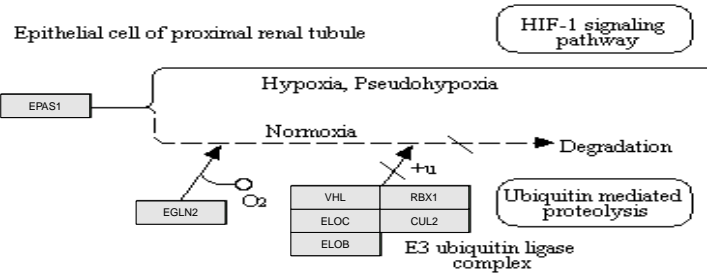 Epithelial cell of proximal renal tubule
HIF-1 signaling
pathway
Hypoxia, Pseudohypoxia
EPAS1
Normoxia
Degradation
+u
O2
EGLN2
VHL RBX1
ELOC CUL2
ELOB
Ubiquitin mediated
proteolysis
E3 ubiquitin ligase
complex